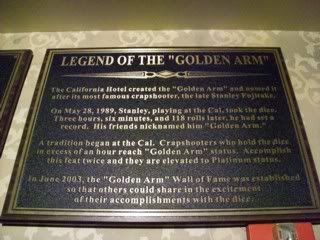 LEGEND OF THE "GOLDEN ARM"
The California Hotel created the "Golden Arm" and named it
after its most famous crapshooter, the late Stanley Fujitake.
On May 28, 1989, Stanley, playing at the Cal, took the dice.
Three hours, six minutes, and 118 rolls later, he had set a
record. His friends nicknamed him "Golden Arm."
A tradition began at the Cal. Crapshooters who hold the dice
in excess of an hour reach "Golden Arm" status. Accomplish
this feat twice and they are elevated to Platinum status.
In June 2003, the "Golden Arm" Wall of Fame was established
so that others could share in the excitement
of their accomplishments with the dice.